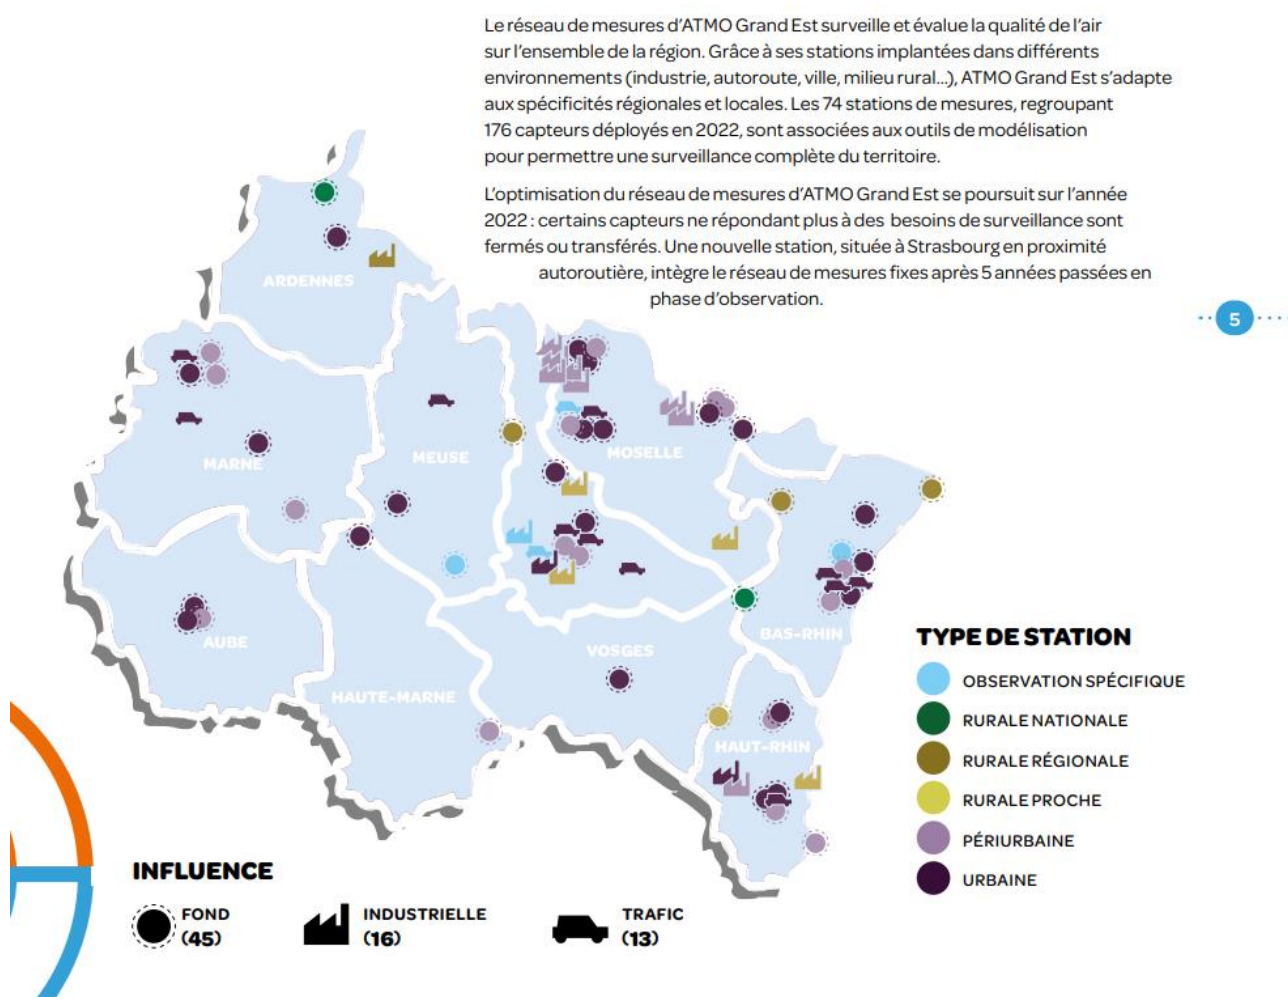 Le réseau de mesures d'ATMO Grand Est surveille et évalue la qualité de l'air
sur l'ensemble de la région. Grâce à ses stations implantées dans différents
environnements (industrie, autoroute, ville, milieu rural...), ATMO Grand Est s'adapte
aux spécificités régionales et locales. Les 74 stations de mesures, regroupant
176 capteurs déployés en 2022, sont associées aux outils de modélisation
pour permettre une surveillance complète du territoire.
L'optimisation du réseau de mesures d'ATMO Grand Est se poursuit sur l'année
2022 : certains capteurs ne répondant plus à des besoins de surveillance sont
fermés ou transférés. Une nouvelle station, située à Strasbourg en proximité
autoroutière, intègre le réseau de mesures fixes après 5 années passées en
phase d'observation.
5
ARDENNES
MARNE
MEUSE
MOSELLE
AUBE
HAUTE-MARNE
VOSGES
BAS-RHIN
HAUT-RHIN
TYPE DE STATION
OBSERVATION SPÉCIFIQUE
RURALE NATIONALE
RURALE RÉGIONALE
RURALE PROCHE
PÉRIURBAINE
URBAINE
INFLUENCE
FOND
(45)
INDUSTRIELLE
(16)
TRAFIC
(13)